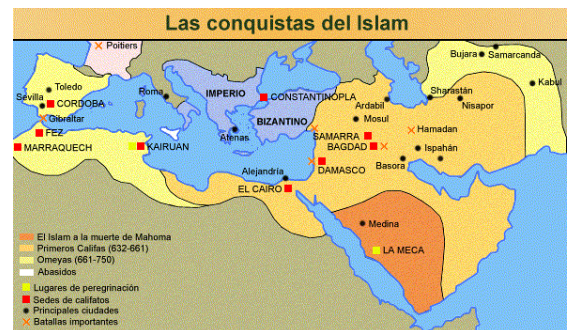 Las conquistas del Islam
Poitiers
Toledo
Sevilla
CORDOBA
Gibraltar
FEZ
MARRAQUECH
KAIRUAN
Roma
IMPERIO
BIZANTINO
CONSTANTINOPLA
Atenas
Alejandría
EL CAIRO
DAMASCO
SAMARRA
BAGDAD
Mosul
Ardabil
Sharastán
Nisapor
Bujara
Samarcanda
Kabul
Hamadan
Ispahán
Basora
Medina
LA MECA
El Islam a la muerte de Mahoma
Primeros Califas (632-661)
Omeyas (661-750)
Abasidos
Lugares de peregrinación
Sedes de califatos
Principales ciudades
Batallas importantes